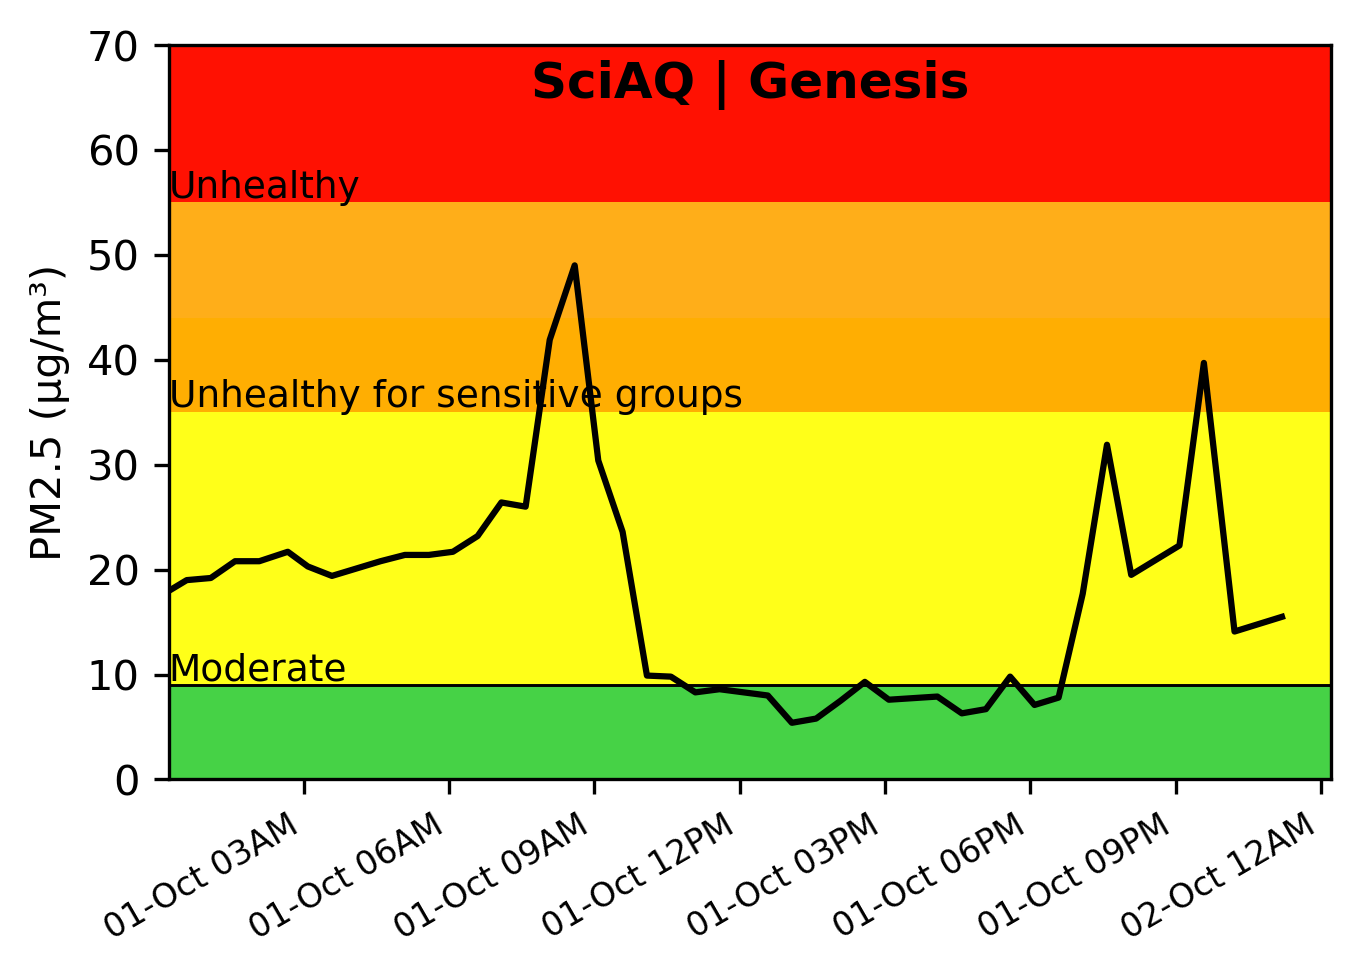 SciAQ | Genesis
PM2.5 (µg/m³)
70
60
50
40
30
20
10
0
Unhealthy
Unhealthy for sensitive groups
Moderate
01-Oct 03AM
01-Oct 06AM
01-Oct 09AM
01-Oct 12PM
01-Oct 03PM
01-Oct 06PM
01-Oct 09PM
02-Oct 12AM